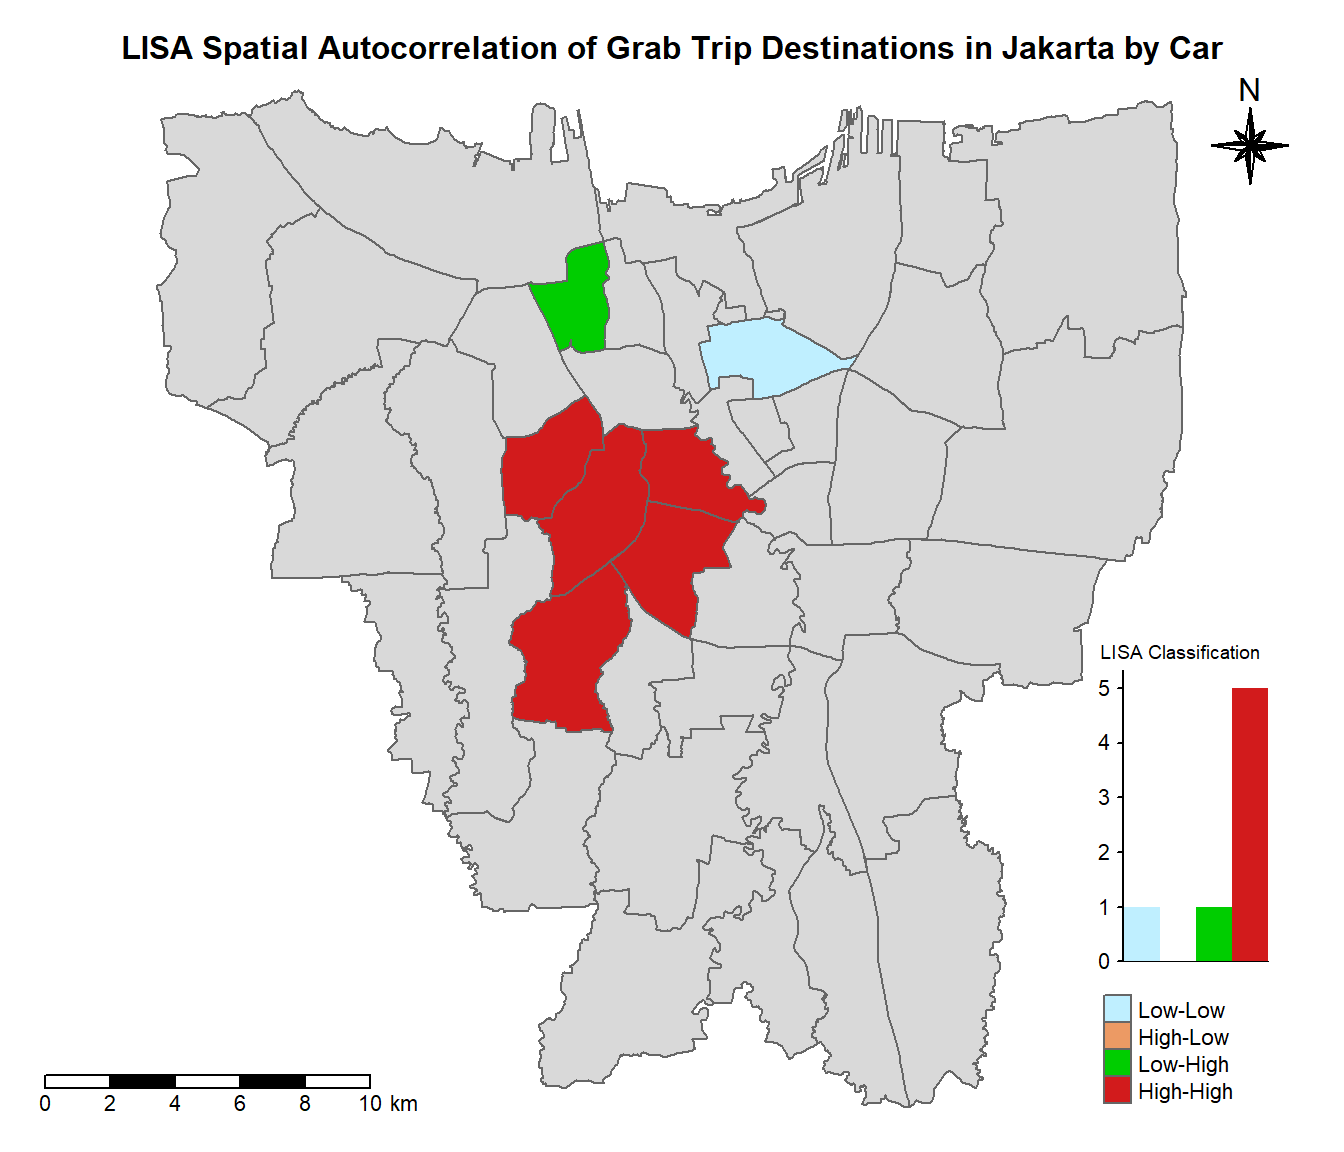 LISA Spatial Autocorrelation of Grab Trip Destinations in Jakarta by Car
N
LISA Classification
5
4
3
2
1
0
Low-Low
High-Low
Low-High
High-High
0 2 4 6 8 10 km